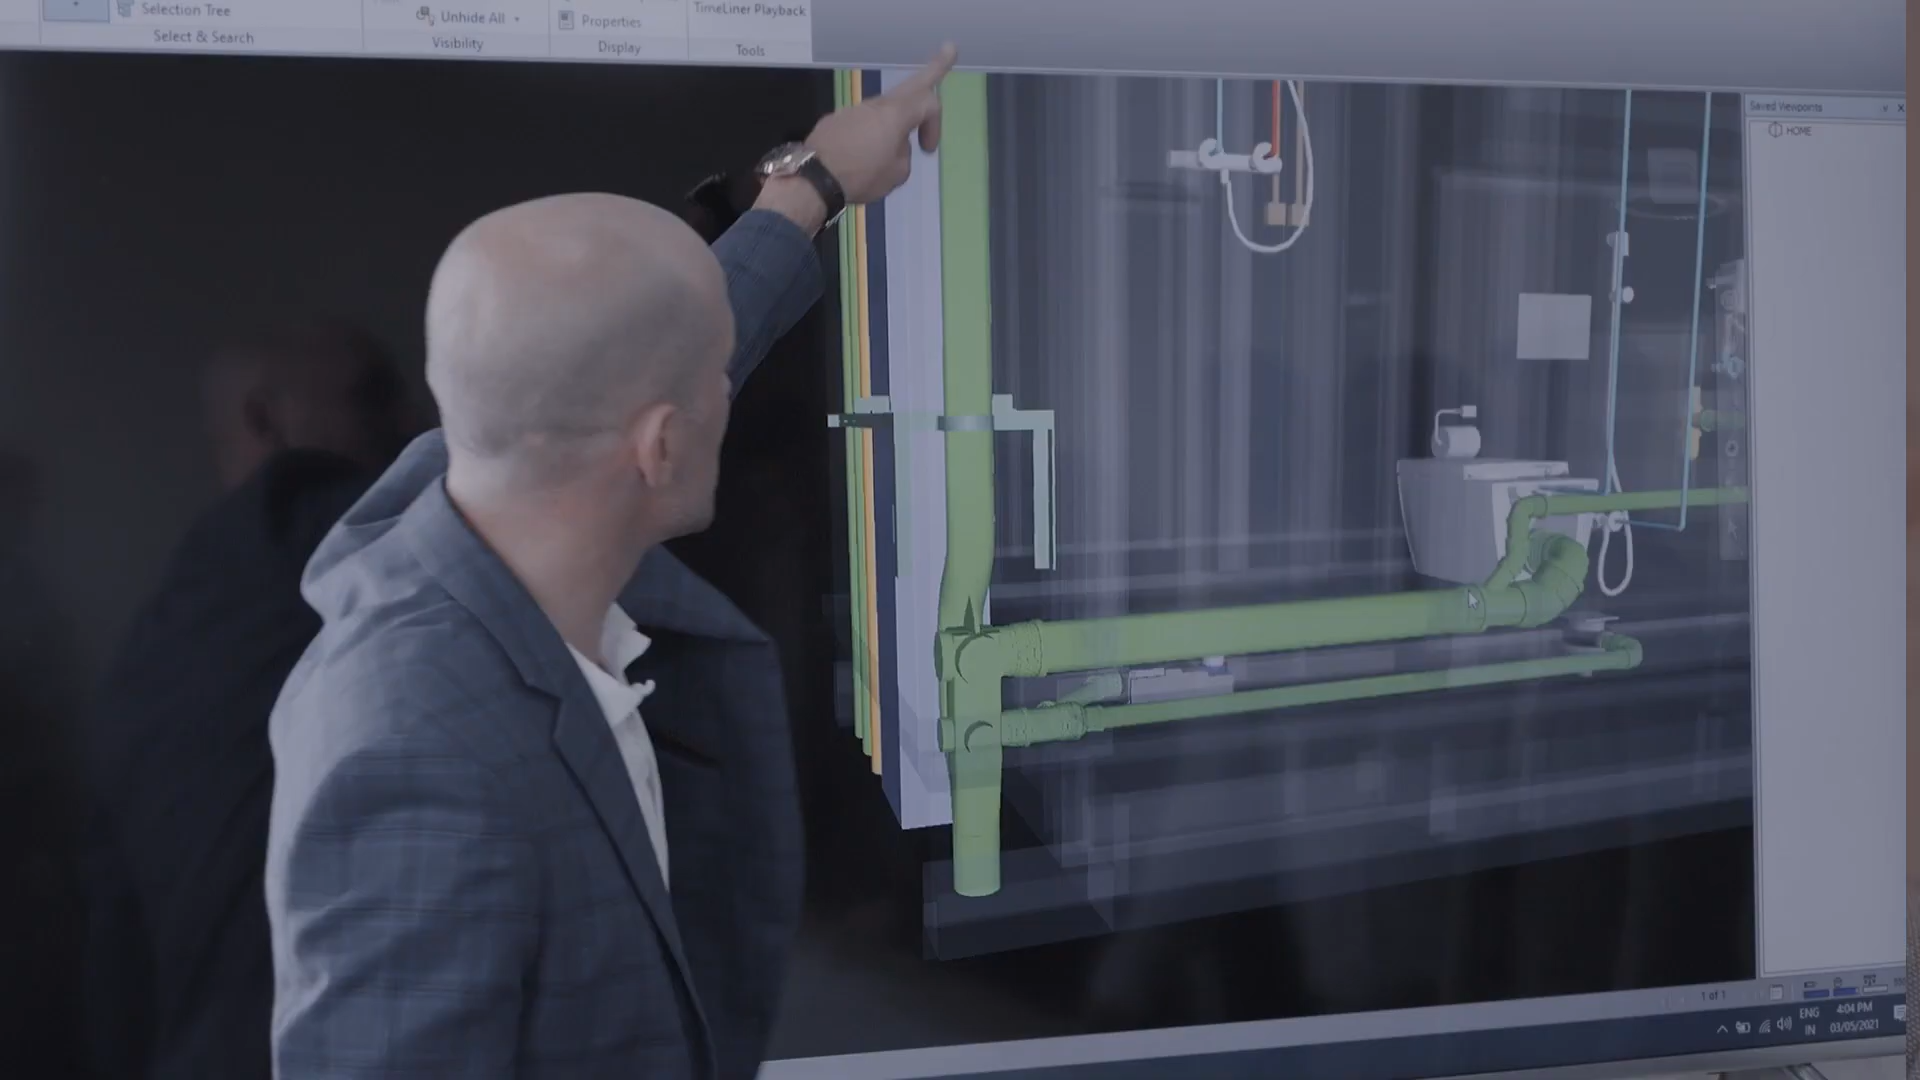 Selection Tree
Select & Search
Unhide All
Visibility
Properties
Display
TimeLiner Playback
Tools
Saved Viewpoints
HOME
1 of 1
ENG
IN
4:04 PM
03/05/2021